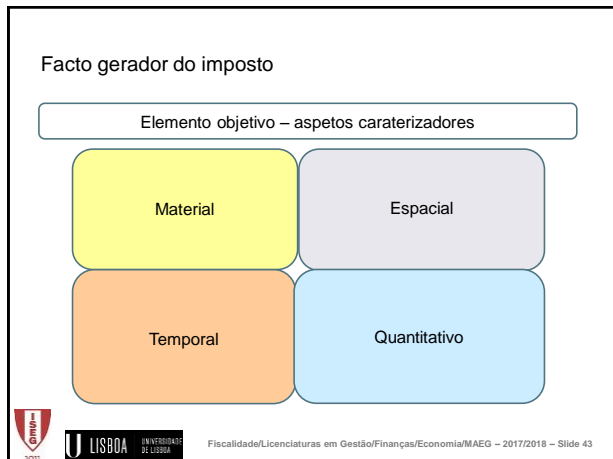 Facto gerador do imposto
Elemento objetivo – aspetos caraterizadores
Material
Espacial
Temporal
Quantitativo
ISEG
LISBOA
UNIVERSIDADE
DE LISBOA
Fiscalidade/Licenciaturas em Gestão/Finanças/Economia/MAEG – 2017/2018 – Slide 43